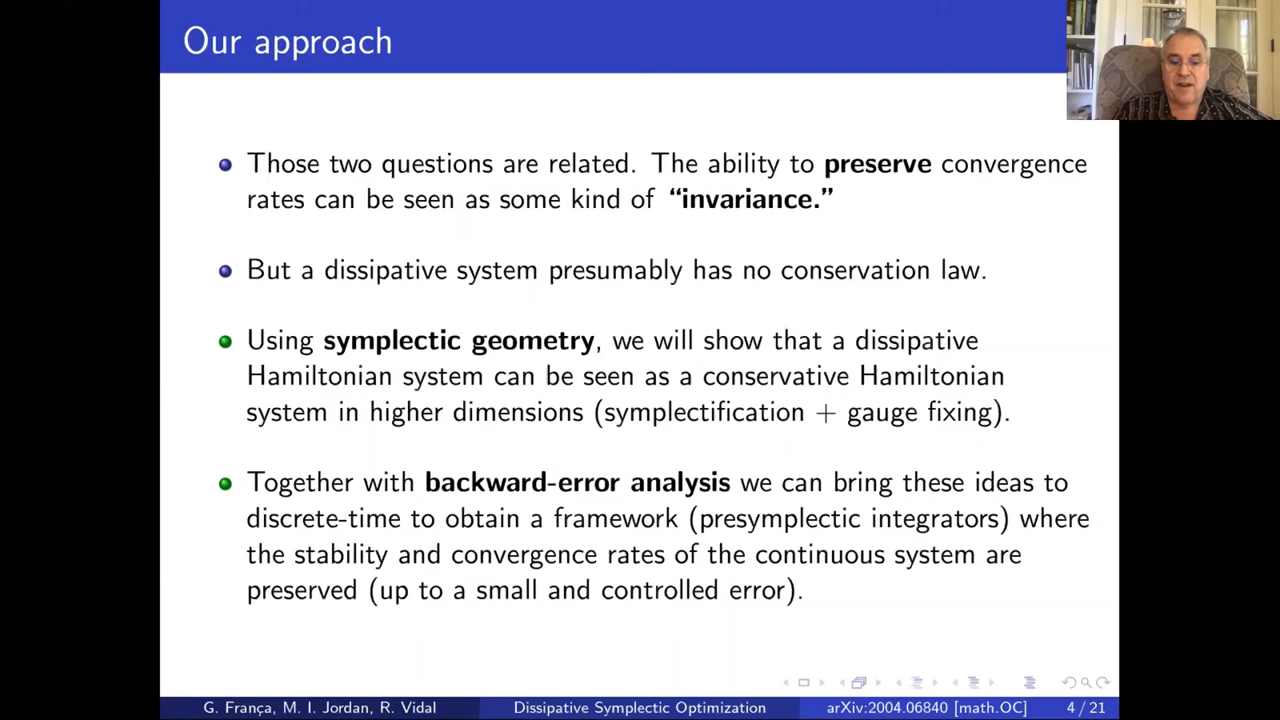 Our approach
Those two questions are related. The ability to preserve convergence
rates can be seen as some kind of “invariance.”
But a dissipative system presumably has no conservation law.
Using symplectic geometry, we will show that a dissipative
Hamiltonian system can be seen as a conservative Hamiltonian
system in higher dimensions (symplectification + gauge fixing).
Together with backward-error analysis we can bring these ideas to
discrete-time to obtain a framework (presymplectic integrators) where
the stability and convergence rates of the continuous system are
preserved (up to a small and controlled error).
G. França, M. I. Jordan, R. Vidal
Dissipative Symplectic Optimization
arXiv:2004.06840 [math.OC]
4 / 21